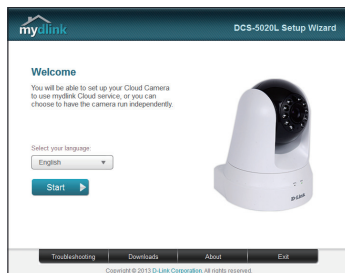 mydlink
DCS-5020L Setup Wizard
Welcome
You will be able to set up your Cloud Camera
to use mydlink Cloud service, or you can
choose to have the camera run independently.
Select your language:
English
Start
D-Link
Troubleshooting
Downloads
About
Exit
Copyright © 2013 D-Link Corporation. All rights reserved.